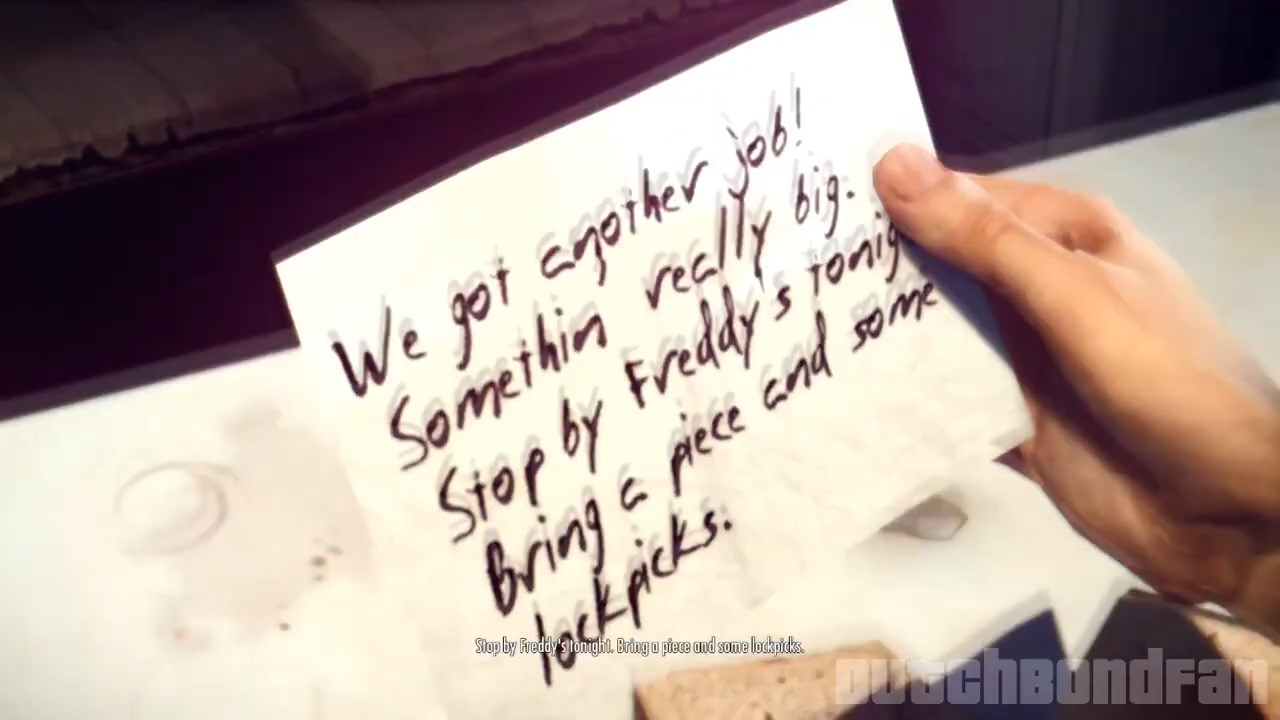 We got another job!
Somethin really big.
Stop by Freddy's tonig
Bring a piece and some
lockpicks.
Stop by Freddy's tonight. Bring a piece and some lockpicks.
DUTCHBONDFAN